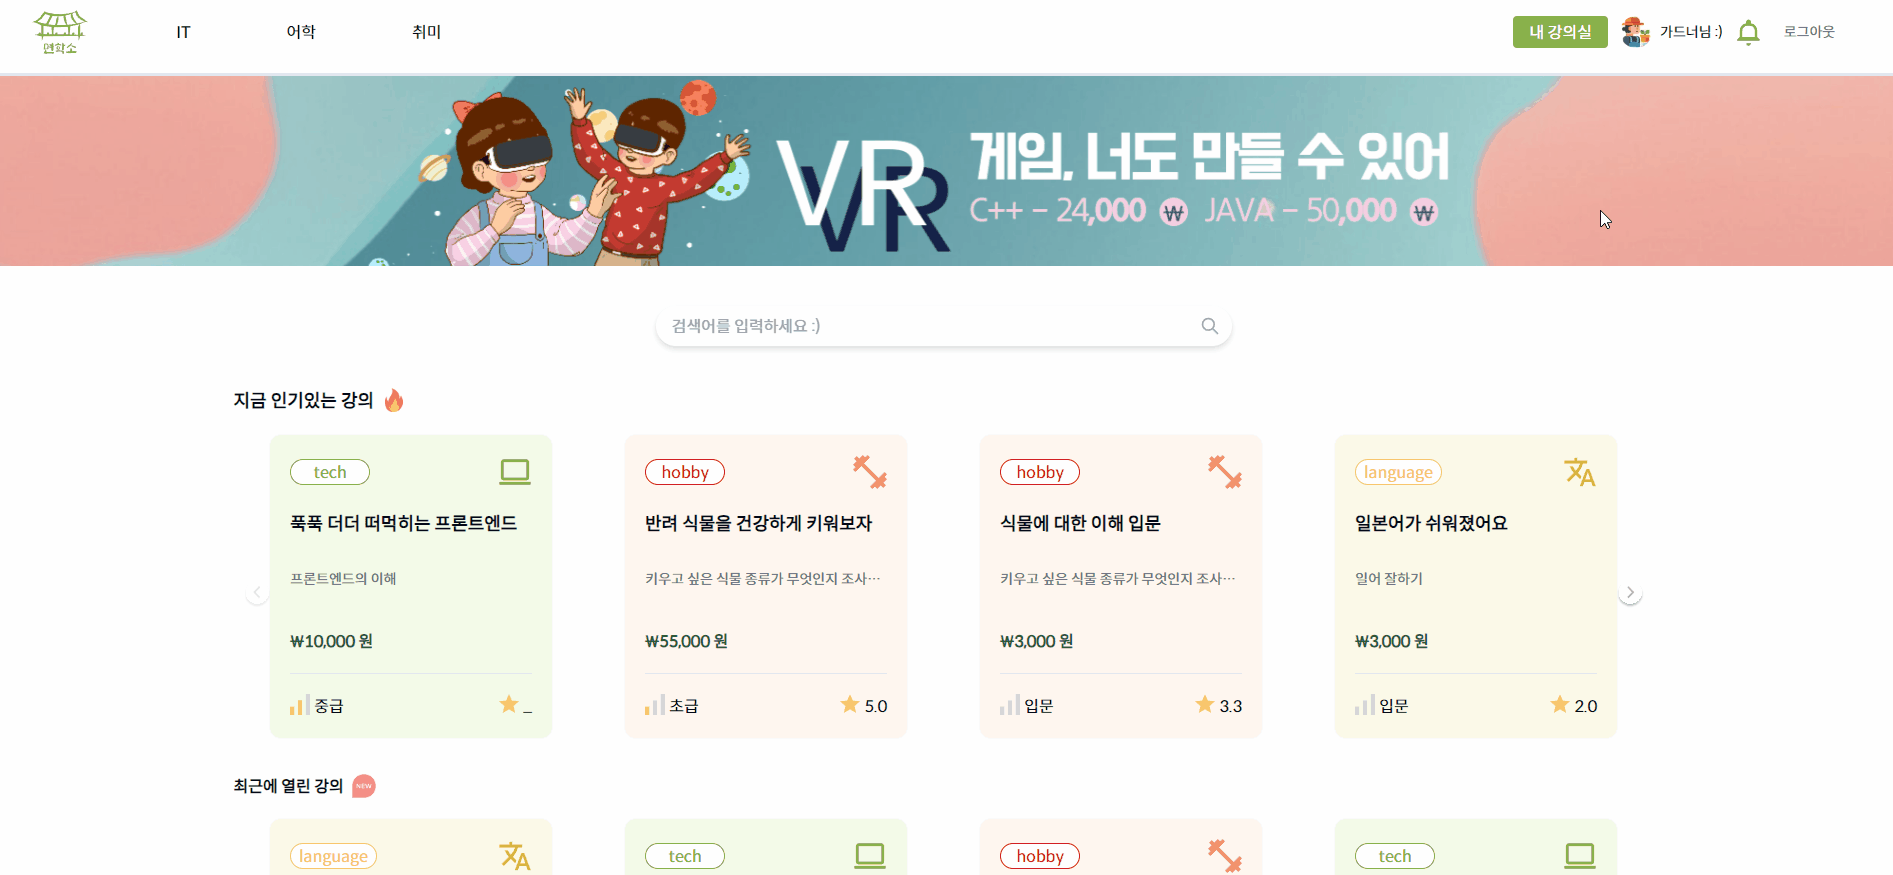 연학소
IT
어학
취미
내 강의실
가드너님 :)
로그아웃
VR
게임, 너도 만들 수 있어
C++ – 24,000 ₩ JAVA – 50,000 ₩
검색어를 입력하세요 :)
지금 인기있는 강의
tech
푹푹 더더 떠먹히는 프론트엔드
프론트엔드의 이해
₩10,000 원
중급
_
hobby
반려 식물을 건강하게 키워보자
키우고 싶은 식물 종류가 무엇인지 조사…
₩55,000 원
초급
5.0
hobby
식물에 대한 이해 입문
키우고 싶은 식물 종류가 무엇인지 조사…
₩3,000 원
입문
3.3
language
일본어가 쉬워졌어요
일어 잘하기
₩3,000 원
입문
2.0
최근에 열린 강의
NEW
language
tech
hobby
tech